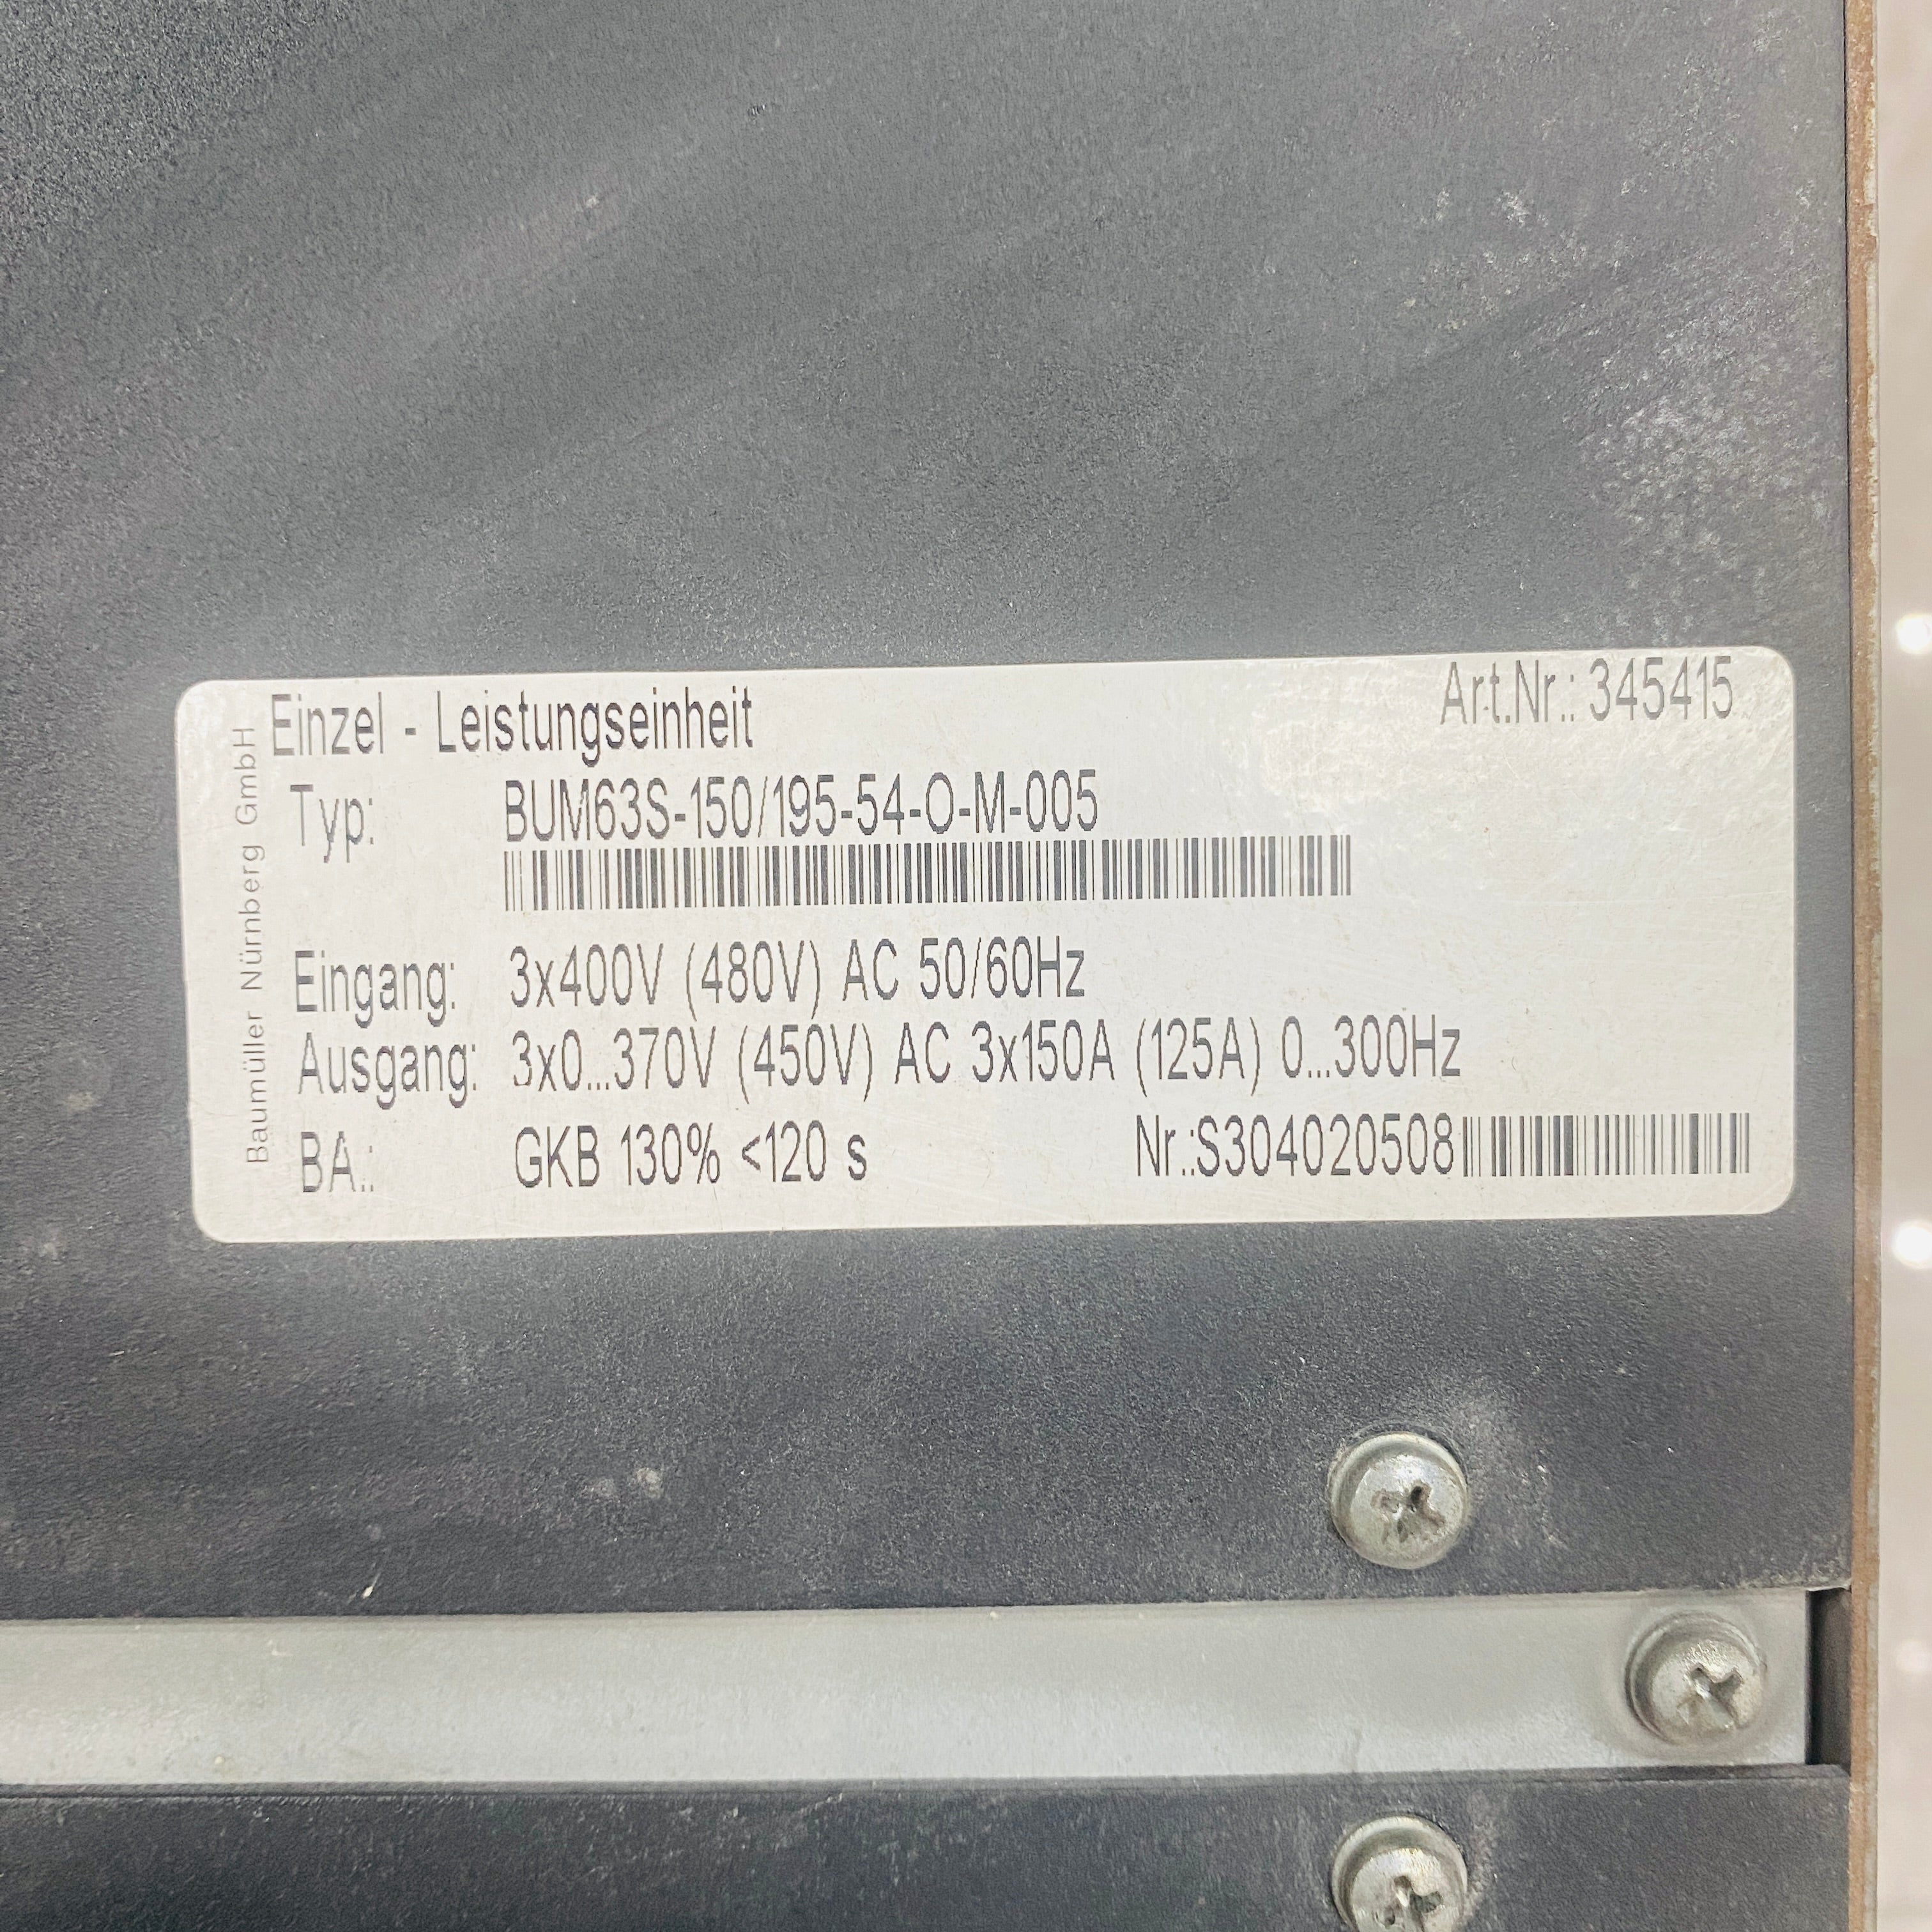 Einzel - Leistungseinheit
Art.Nr.: 345415
Typ: BUM63S-150/195-54-O-M-005
Eingang: 3x400V (480V) AC 50/60Hz
Ausgang: 3x0...370V (450V) AC 3x150A (125A) 0...300Hz
BA.: GKB 130% <120 s
Nr.:S304020508
Baumüller Nürnberg GmbH